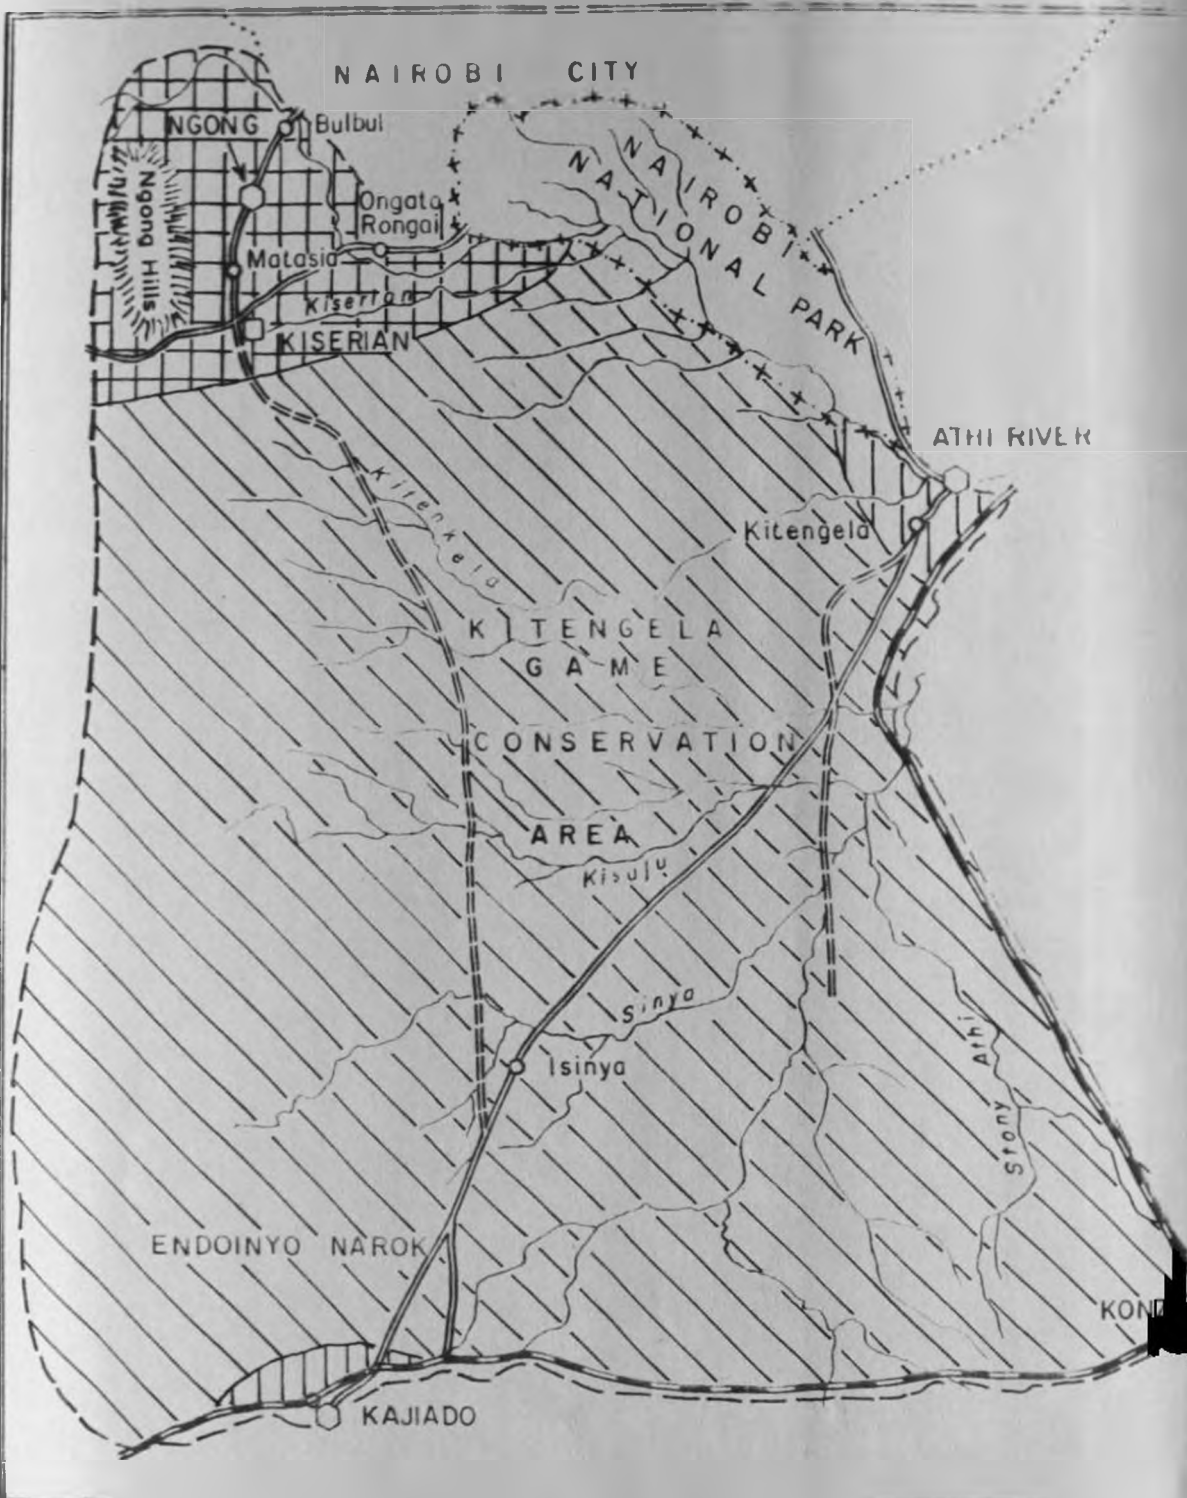 NAIROBI CITY
NGONG
Bulbul
Ngong Hills
Ongata
Rongai
NAIROBI
NATIONAL PARK
Matasia
Kiserian
KISERIAN
ATHI RIVER
Kitenkela
Kitengela
KITENGELA
GAME
CONSERVATION
AREA
Kisulu
Sinya
Isinya
Stony Athi
ENDOINYO NAROK
KAJIADO